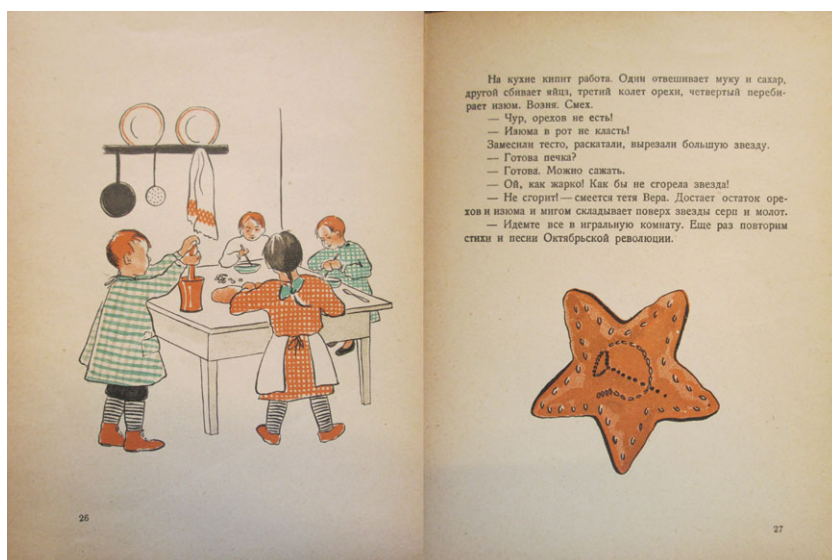 На кухне кипит работа. Один отвешивает муку и сахар,
другой сбивает яйца, третий колет орехи, четвертый переби-
рает изюм. Возня. Смех.
— Чур, орехов не есть!
— Изюма в рот не класть!
Замесили тесто, раскатали, вырезали большую звезду.
— Готова печка?
— Готова. Можно сажать.
— Ой, как жарко! Как бы не сгорела звезда!
— Не сгорит! — смеется тетя Вера. Достает остаток оре-
хов и изюма и мигом складывает поверх звезды серп и молот.
— Идемте все в игральную комнату. Еще раз повторим
стихи и песни Октябрьской революции.
26
27